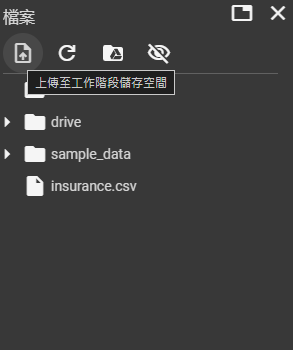 檔案
上傳至工作階段儲存空間
drive
sample_data
insurance.csv